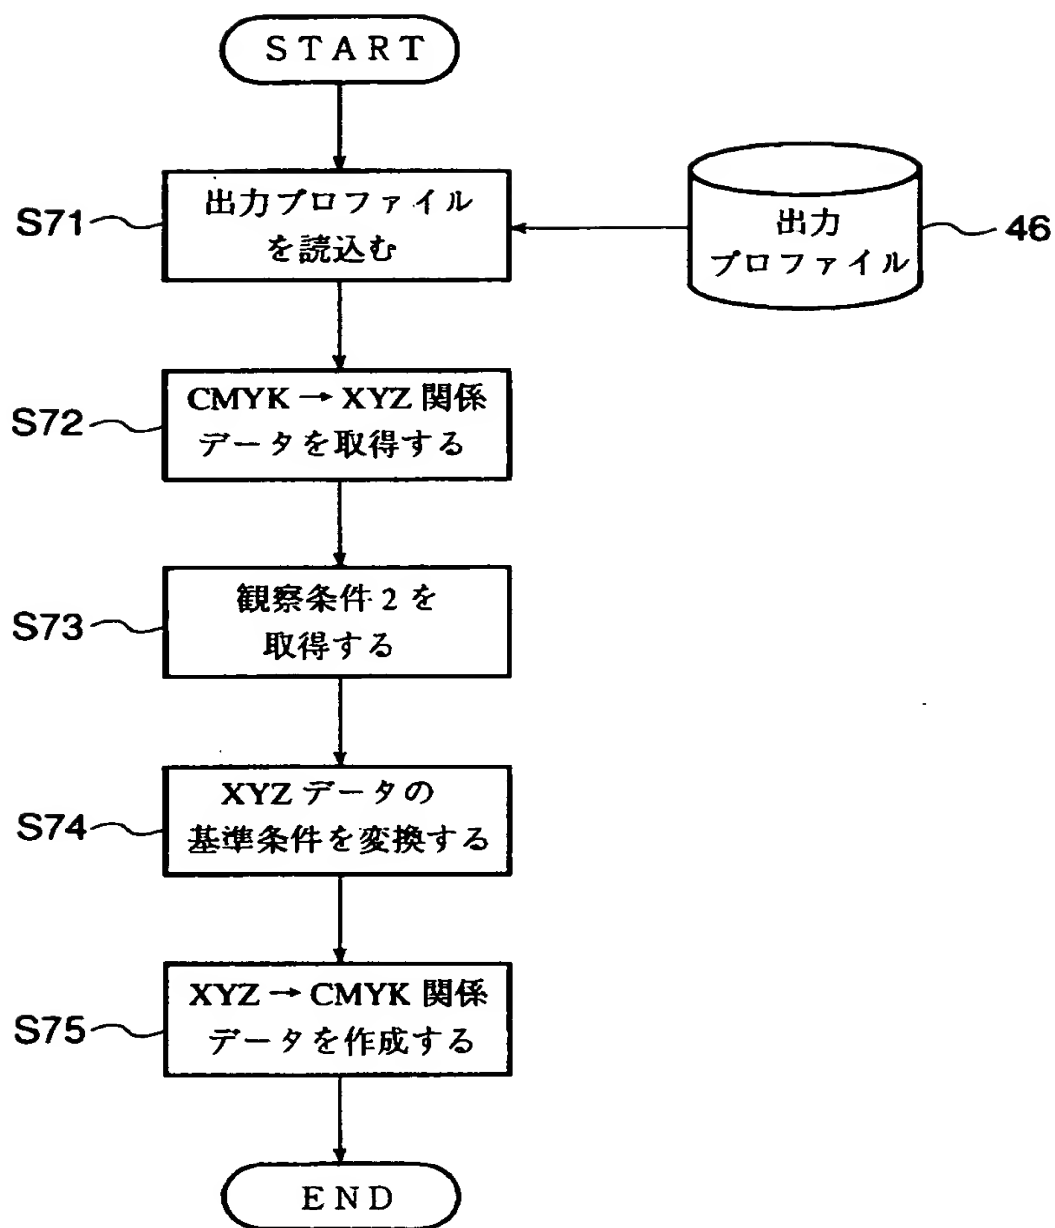 START
S71
出力プロファイル
を読込む
出力
プロファイル
46
S72
CMYK → XYZ 関係
データを取得する
S73
観察条件 2 を
取得する
S74
XYZ データの
基準条件を変換する
S75
XYZ → CMYK 関係
データを作成する
END